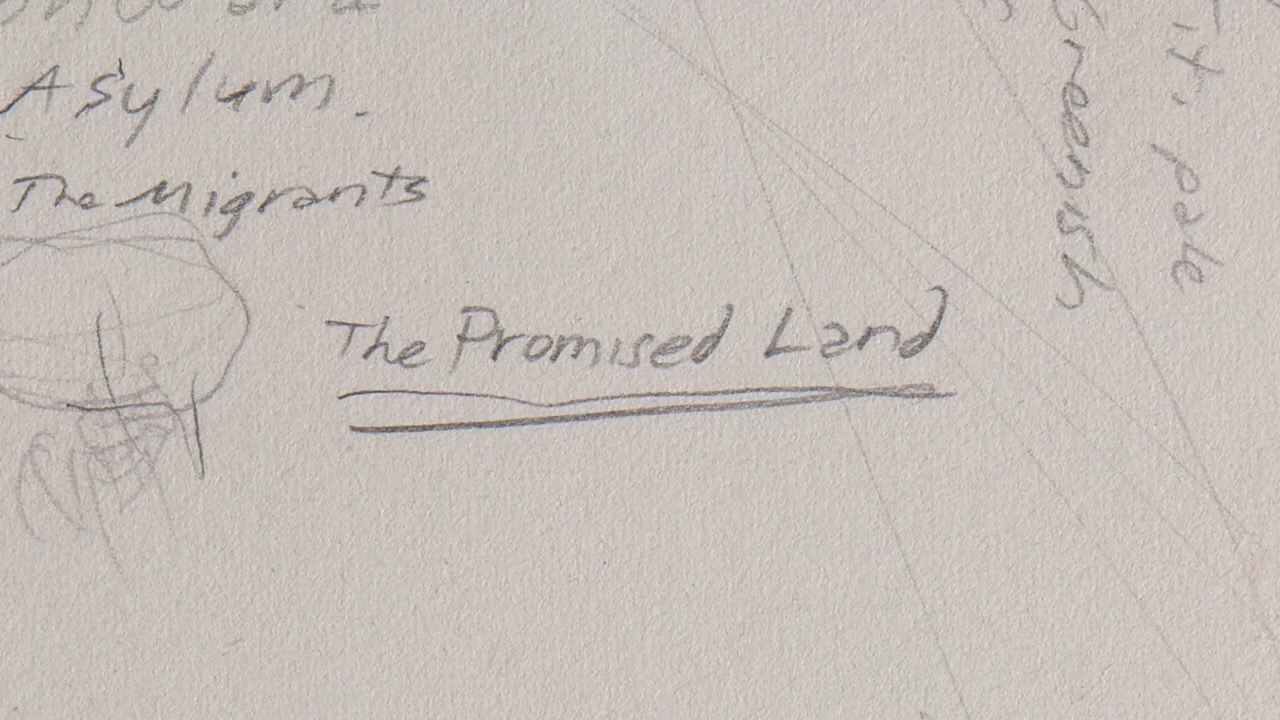 Asylum.
The Migrants
The Promised Land
Greenish
pale